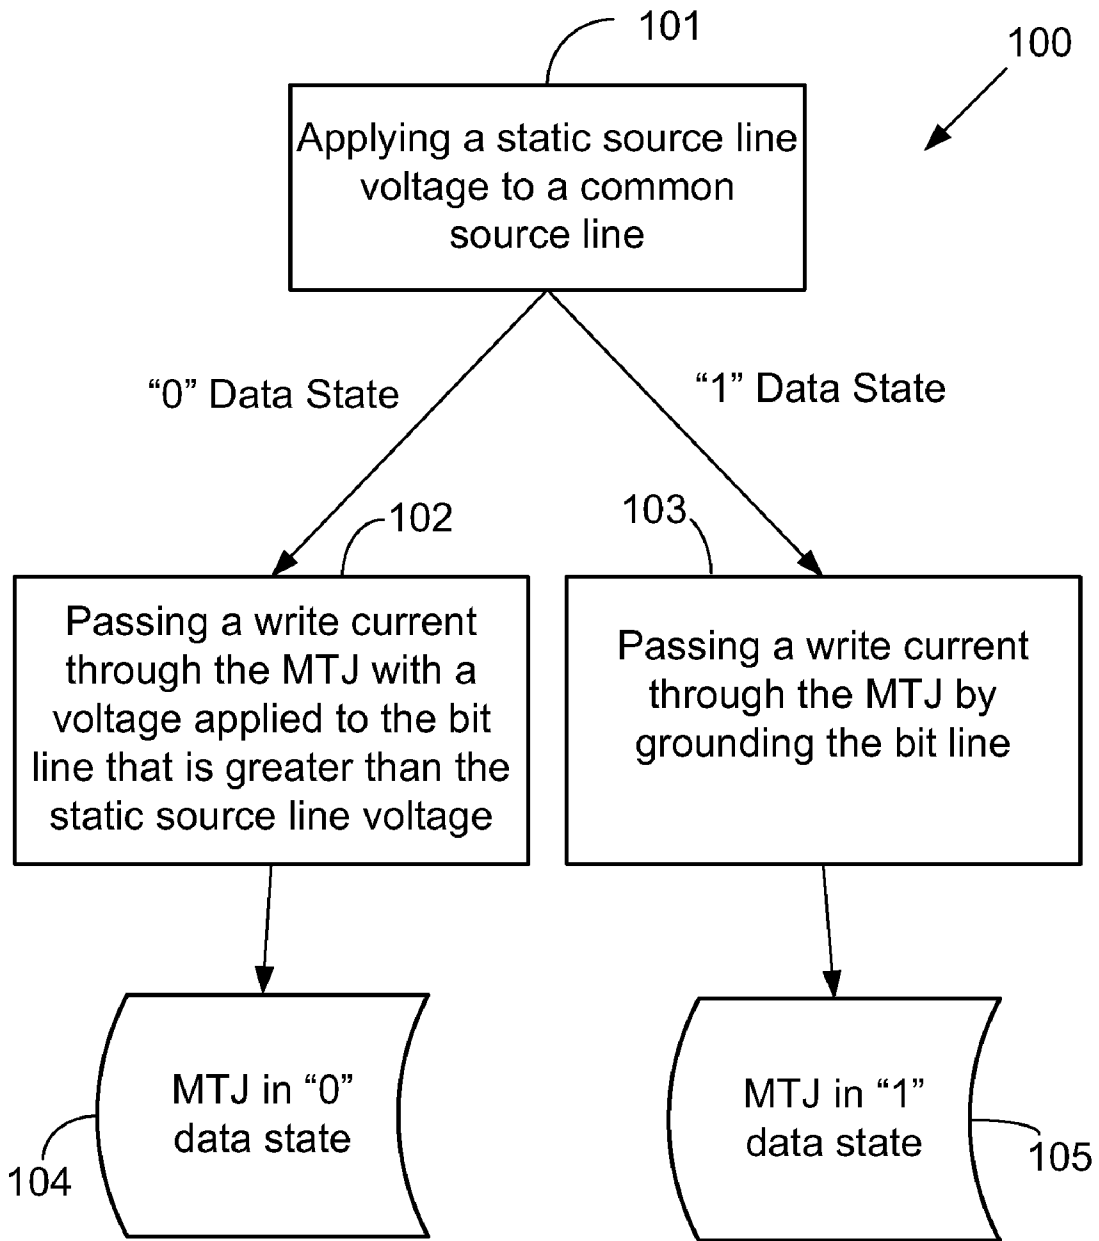 101
100
Applying a static source line
voltage to a common
source line
“0” Data State
“1” Data State
102
103
Passing a write current
through the MTJ with a
voltage applied to the bit
line that is greater than the
static source line voltage
Passing a write current
through the MTJ by
grounding the bit line
MTJ in “0”
data state
104
MTJ in “1”
data state
105